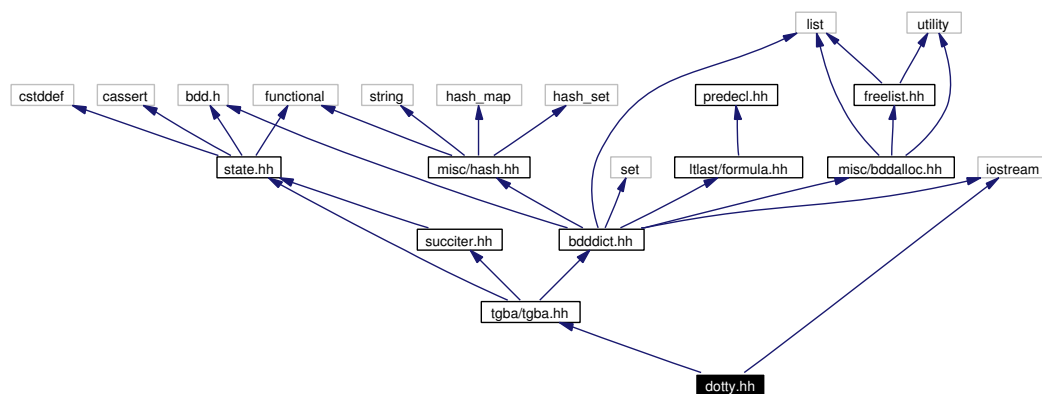 list
utility
cstddef
cassert
bdd.h
functional
string
hash_map
hash_set
predecl.hh
freelist.hh
state.hh
misc/hash.hh
set
ltlast/formula.hh
misc/bddalloc.hh
iostream
succiter.hh
bdddict.hh
tgba/tgba.hh
dotty.hh